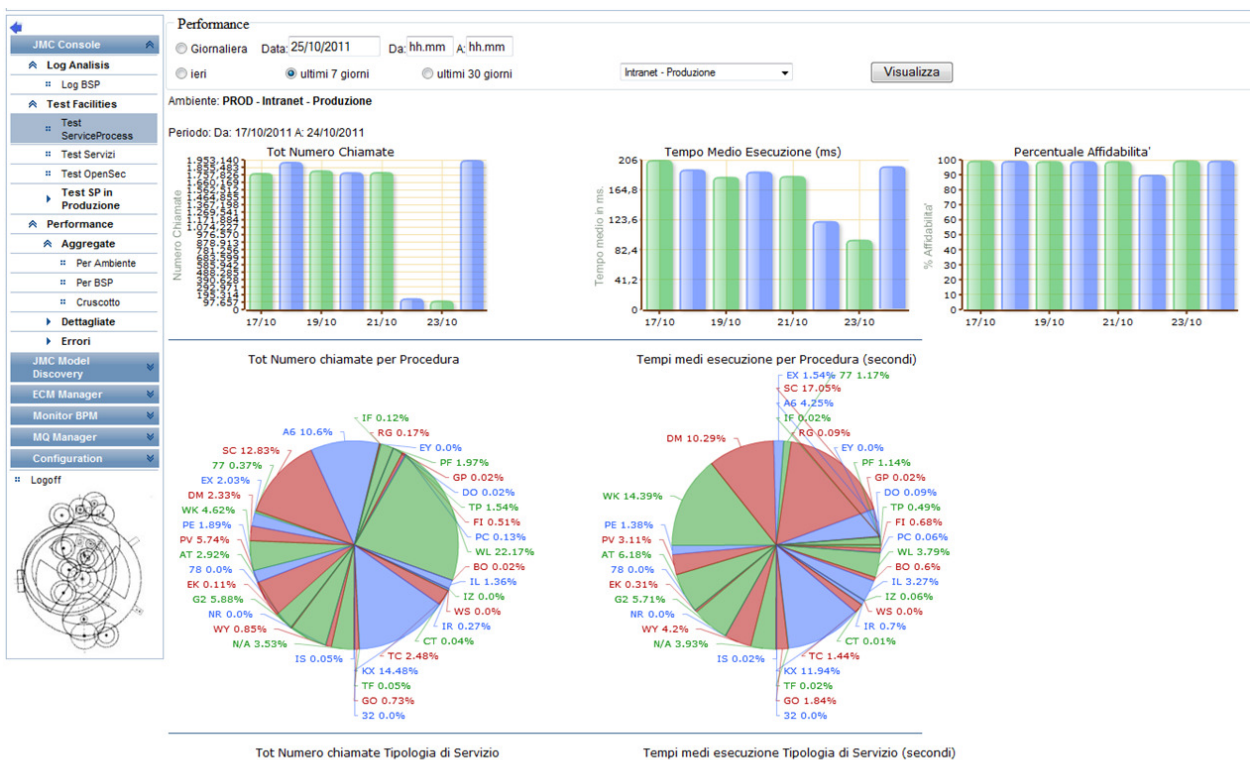 Performance
Giornaliera Data: 25/10/2011 Da: hh.mm A: hh.mm
ieri ultimi 7 giorni ultimi 30 giorni Intranet - Produzione Visualizza
JMC Console
Log Analisis
Log BSP
Test Facilities
Test
ServiceProcess
Test Servizi
Test OpenSec
Test SP in
Produzione
Performance
Aggregate
Per Ambiente
Per BSP
Cruscotto
Dettagliate
Errori
JMC Model
Discovery
ECM Manager
Monitor BPM
MQ Manager
Configuration
Logoff
Ambiente: PROD - Intranet - Produzione
Periodo: Da: 17/10/2011 A: 24/10/2011
Tot Numero Chiamate
Numero Chiamate
1.953.140
976.570
878.913
97.657
0
17/10 19/10 21/10 23/10
Tempo Medio Esecuzione (ms)
Tempo medio in ms.
206
164,8
123,6
82,4
41,2
0
17/10 19/10 21/10 23/10
Percentuale Affidabilita'
% Affidabilita'
100
90
80
70
60
50
40
30
20
10
0
17/10 19/10 21/10 23/10
Tot Numero chiamate per Procedura
IF 0.12%
RG 0.17%
EY 0.0%
PF 1.97%
GP 0.02%
DO 0.02%
TP 1.54%
FI 0.51%
PC 0.13%
WL 22.17%
BO 0.02%
IL 1.36%
IZ 0.0%
WS 0.0%
IR 0.27%
CT 0.04%
TC 2.48%
KX 14.48%
TF 0.05%
GO 0.73%
32 0.0%
IS 0.05%
N/A 3.53%
WY 0.85%
NR 0.0%
G2 5.88%
EK 0.11%
78 0.0%
AT 2.92%
PV 5.74%
PE 1.89%
WK 4.62%
DM 2.33%
EX 2.03%
77 0.37%
SC 12.83%
A6 10.6%
Tempi medi esecuzione per Procedura (secondi)
EX 1.54% 77 1.17%
SC 17.05%
A6 4.25%
IF 0.02%
RG 0.09%
EY 0.0%
PF 1.14%
GP 0.02%
DO 0.09%
TP 0.49%
FI 0.68%
PC 0.06%
WL 3.79%
BO 0.6%
IL 3.27%
IZ 0.06%
WS 0.0%
IR 0.7%
CT 0.01%
TC 1.44%
KX 11.94%
TF 0.02%
GO 1.84%
32 0.0%
IS 0.02%
N/A 3.93%
WY 4.2%
NR 0.0%
G2 5.71%
EK 0.31%
78 0.0%
AT 6.18%
PV 3.11%
PE 1.38%
WK 14.39%
DM 10.29%
Tot Numero chiamate Tipologia di Servizio
Tempi medi esecuzione Tipologia di Servizio (secondi)